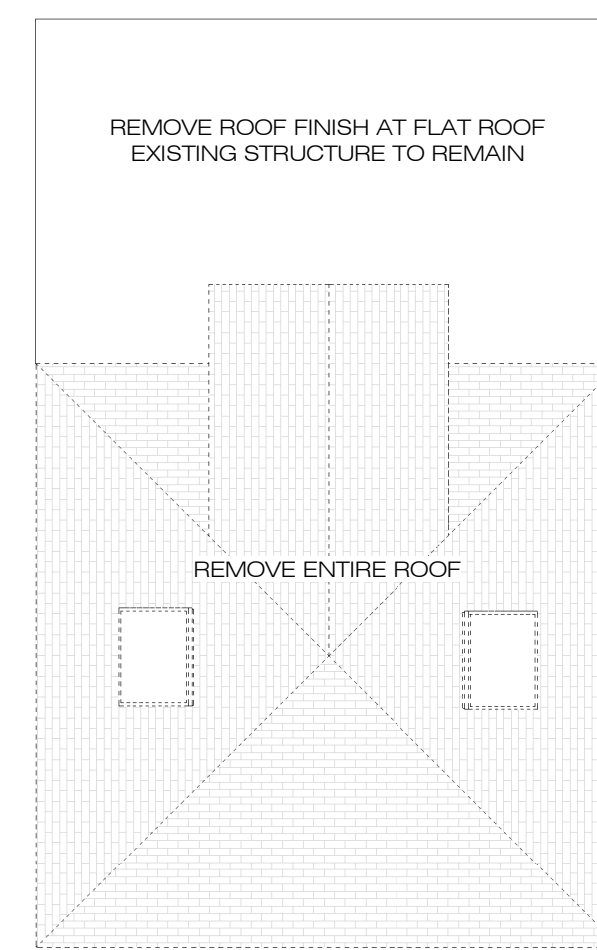 REMOVE ROOF FINISH AT FLAT ROOF
EXISTING STRUCTURE TO REMAIN
REMOVE ENTIRE ROOF